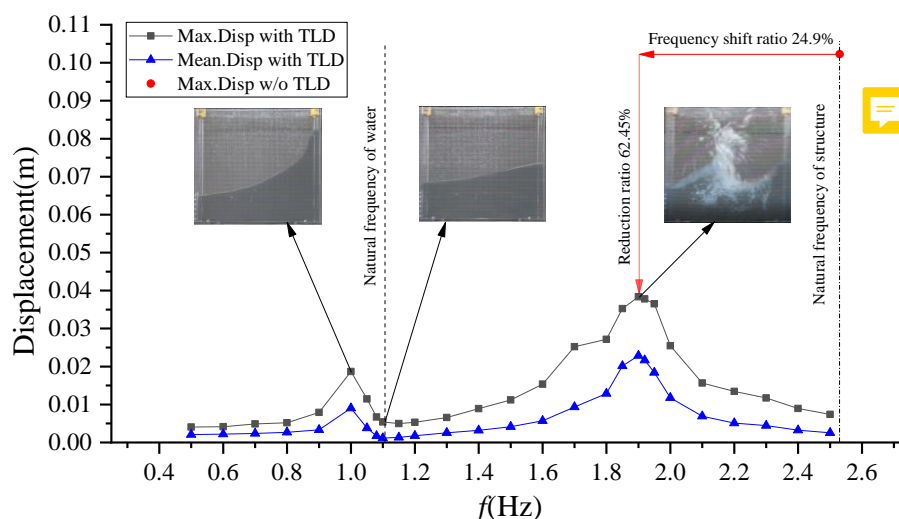 Max.Disp with TLD
Mean.Disp with TLD
Max.Disp w/o TLD
Frequency shift ratio 24.9%
Reduction ratio 62.45%
Natural frequency of water
Natural frequency of structure
Displacement(m)
0.11
0.10
0.09
0.08
0.07
0.06
0.05
0.04
0.03
0.02
0.01
0.00
0.4 0.6 0.8 1.0 1.2 1.4 1.6 1.8 2.0 2.2 2.4 2.6
f(Hz)